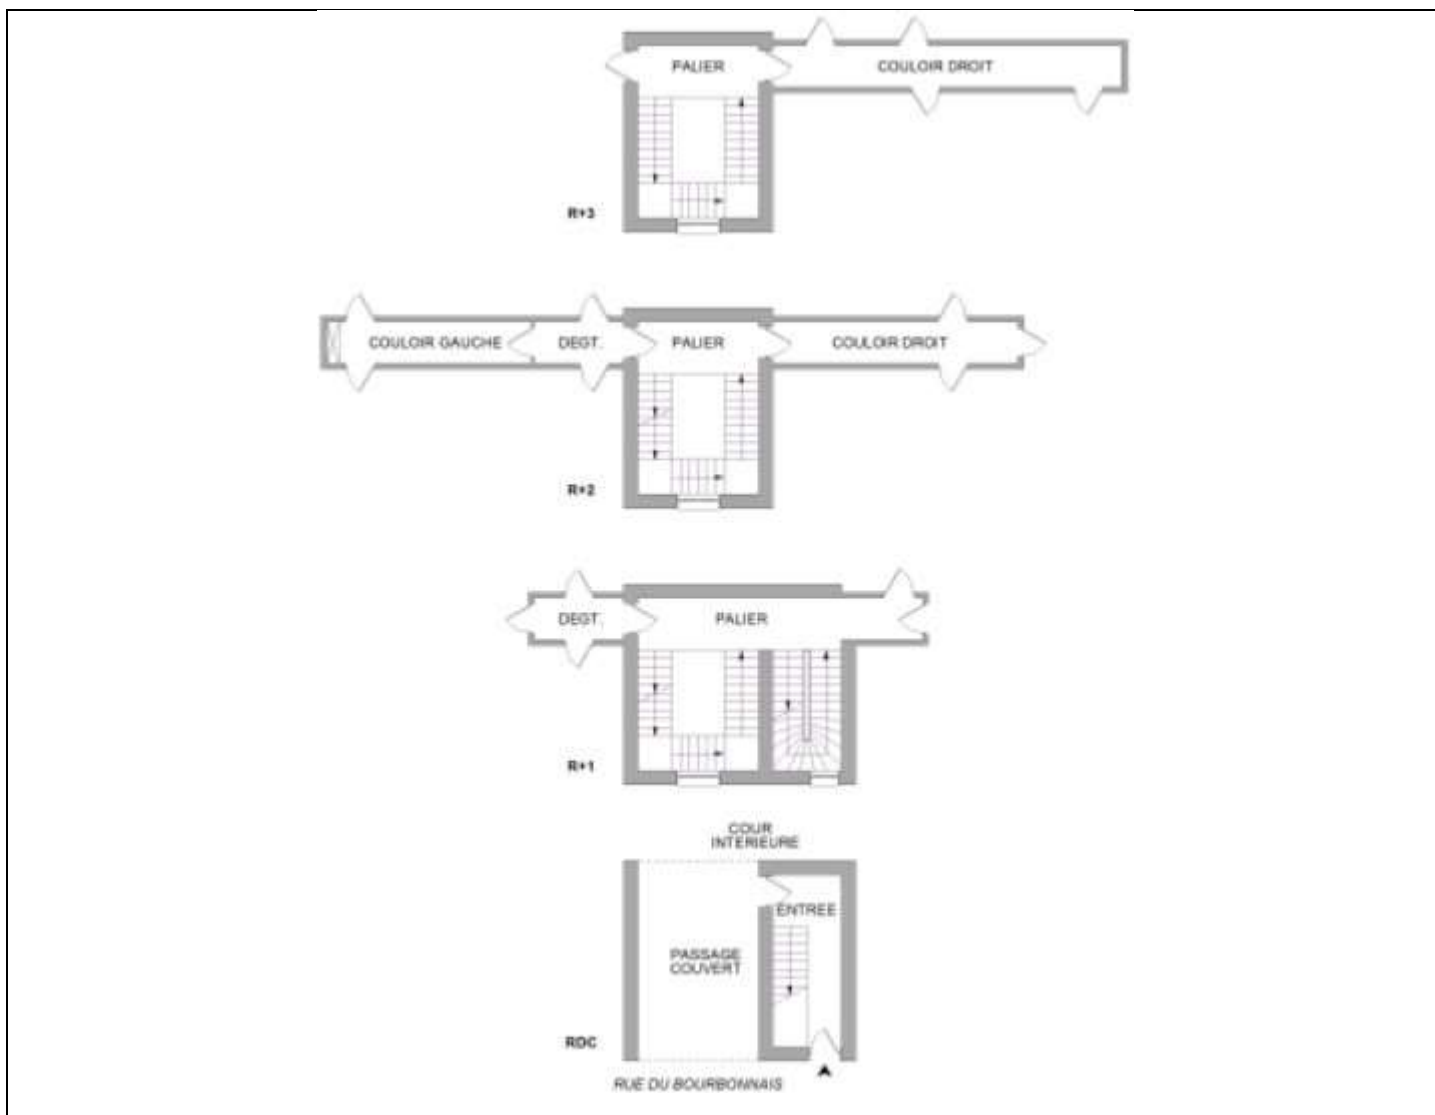 PALIER
COULOIR DROIT
R+3
COULOIR GAUCHE
DEGT.
PALIER
COULOIR DROIT
R+2
DEGT.
PALIER
R+1
COUR
INTERIEURE
ENTREE
PASSAGE
COUVERT
RDC
RUE DU BOURBONNAIS